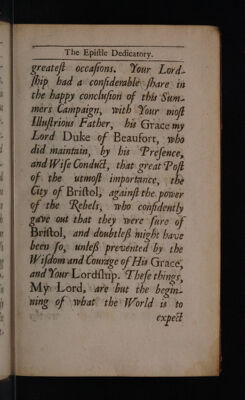 The Epistle Dedicatory.
greatest occasions. Your Lord-
ship had a considerable share in
the happy conclusion of this Sum-
mers Campaign, with Your most
Illustrious Father, his Grace my
Lord Duke of Beaufort, who
did maintain, by his Presence,
and Wise Conduct, that great Post
of the utmost importance, the
City of Bristol, against the power
of the Rebels, who confidently
gave out that they were sure of
Bristol, and doubtless might have
been so, unless prevented by the
Wisdom and Courage of His Grace,
and Your Lordship. These things,
My Lord, are but the begin-
ning of what the World is to
expect